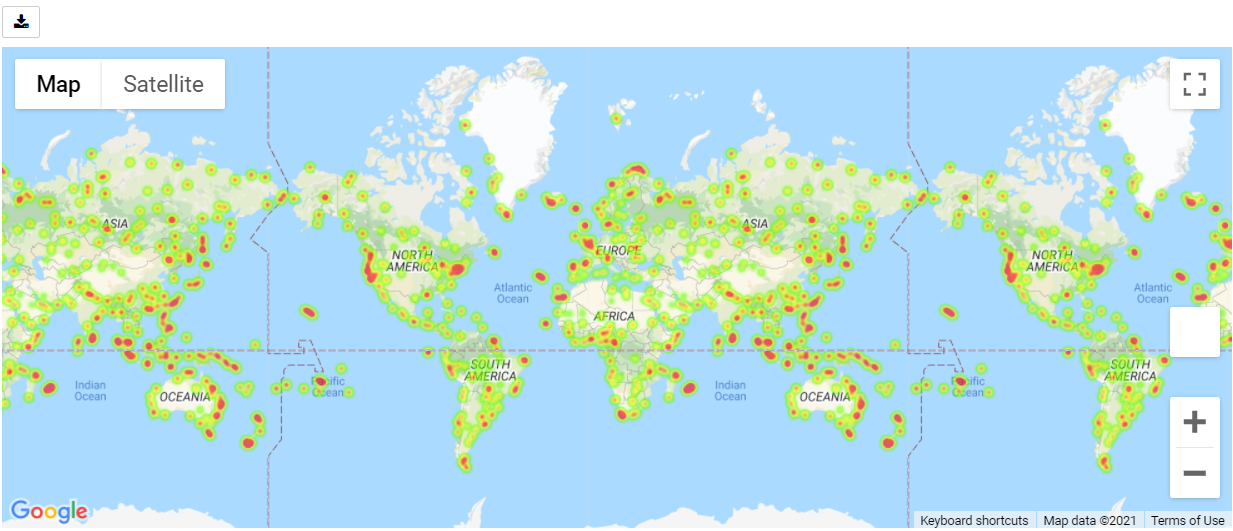 Map
Satellite
ASIA
NORTH
AMERICA
EUROPE
ASIA
NORTH
AMERICA
Atlantic
Ocean
Atlantic
Ocean
AFRICA
SOUTH
AMERICA
SOUTH
AMERICA
Indian
Ocean
OCEANIA
Pacific
Ocean
Indian
Ocean
OCEANIA
Pacific
Ocean
Google
Keyboard shortcuts
Map data ©2021
Terms of Use